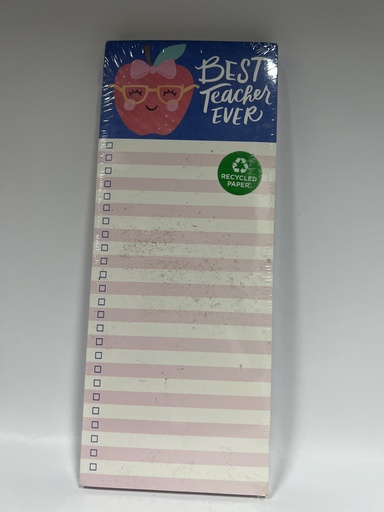 BEST
Teacher
EVER
RECYCLED
PAPER